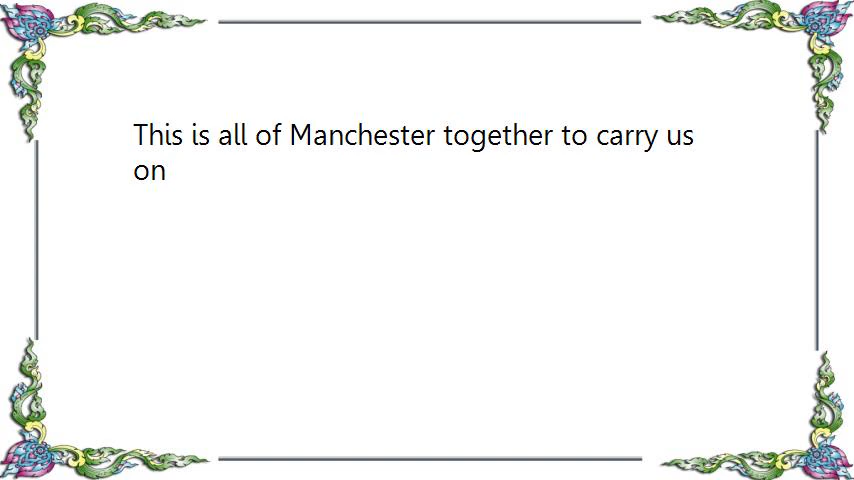 This is all of Manchester together to carry us
on